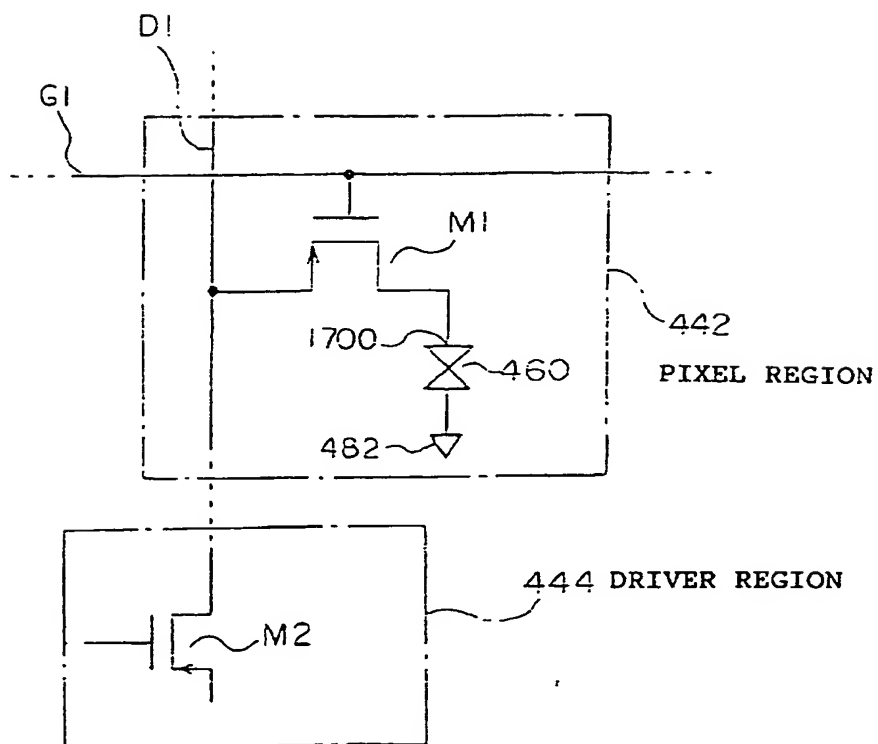 D1
G1
M1
1700
460
442
PIXEL REGION
482
444 DRIVER REGION
M2